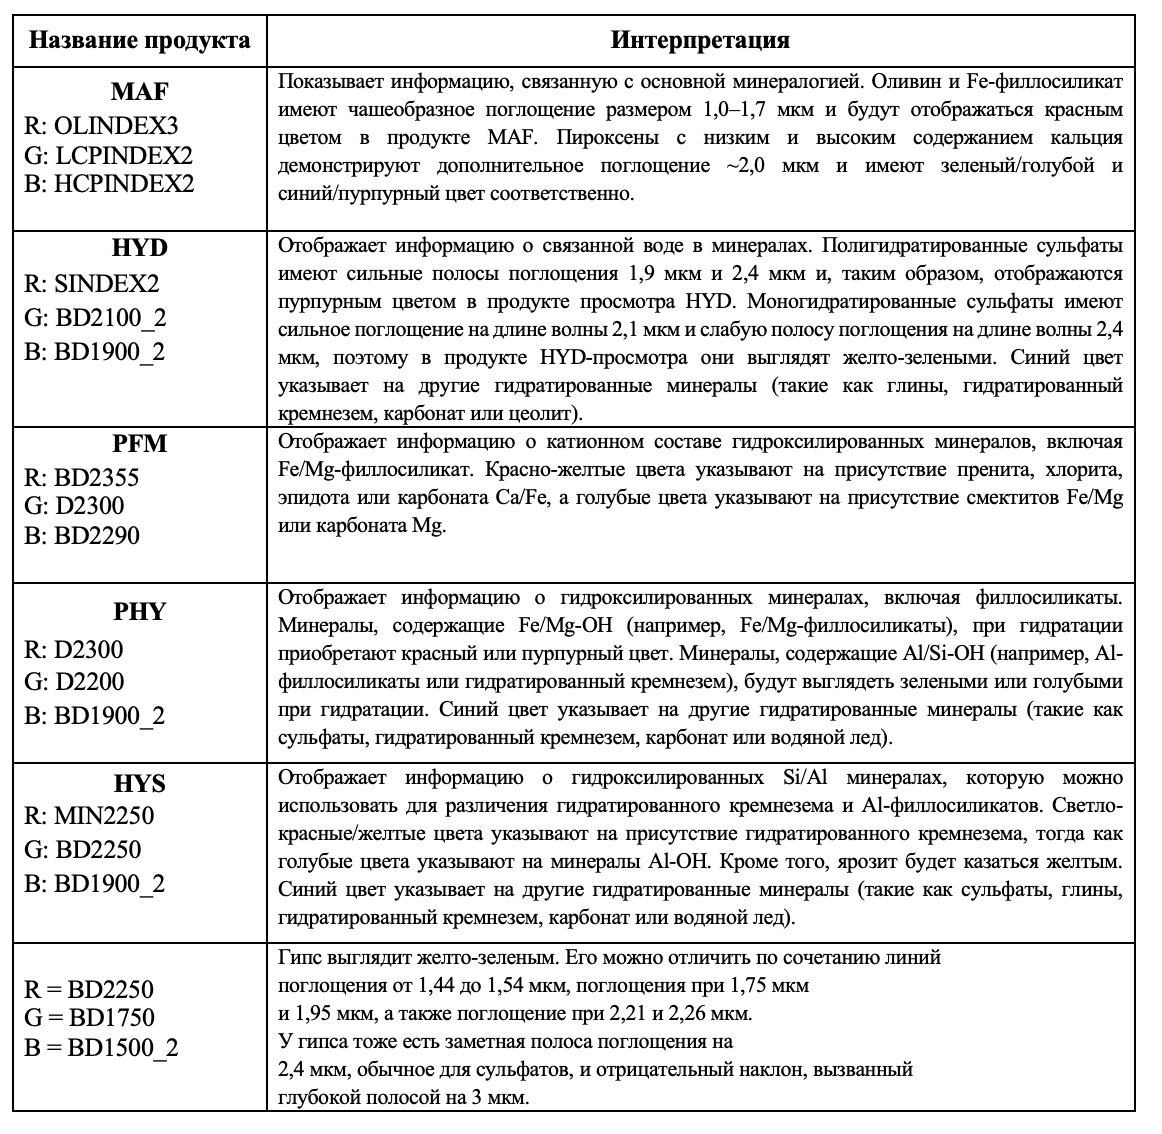 Название продукта
Интерпретация
MAF
R: OLINDEX3
G: LCPINDEX2
B: HCPINDEX2
Показывает информацию, связанную с основной минералогией. Оливин и Fe-филлосиликат
имеют чашеобразное поглощение размером 1,0–1,7 мкм и будут отображаться красным
цветом в продукте MAF. Пироксены с низким и высоким содержанием кальция
демонстрируют дополнительное поглощение ~2,0 мкм и имеют зеленый/голубой и
синий/пурпурный цвет соответственно.
HYD
R: SINDEX2
G: BD2100_2
B: BD1900_2
Отображает информацию о связанной воде в минералах. Полигидратированные сульфаты
имеют сильные полосы поглощения 1,9 мкм и 2,4 мкм и, таким образом, отображаются
пурпурным цветом в продукте просмотра HYD. Моногидратированные сульфаты имеют
сильное поглощение на длине волны 2,1 мкм и слабую полосу поглощения на длине волны 2,4
мкм, поэтому в продукте HYD-просмотра они выглядят желто-зелеными. Синий цвет
указывает на другие гидратированные минералы (такие как глины, гидратированный
кремнезем, карбонат или цеолит).
PFM
R: BD2355
G: D2300
B: BD2290
Отображает информацию о катионном составе гидроксилированных минералов, включая
Fe/Mg-филлосиликат. Красно-желтые цвета указывают на присутствие пренита, хлорита,
эпидота или карбоната Ca/Fe, а голубые цвета указывают на присутствие смектитов Fe/Mg
или карбоната Mg.
PHY
R: D2300
G: D2200
B: BD1900_2
Отображает информацию о гидроксилированных минералах, включая филлосиликаты.
Минералы, содержащие Fe/Mg-OH (например, Fe/Mg-филлосиликаты), при гидратации
приобретают красный или пурпурный цвет. Минералы, содержащие Al/Si-OH (например, Al-
филлосиликаты или гидратированный кремнезем), будут выглядеть зелеными или голубыми
при гидратации. Синий цвет указывает на другие гидратированные минералы (такие как
сульфаты, гидратированный кремнезем, карбонат или водяной лед).
HYS
R: MIN2250
G: BD2250
B: BD1900_2
Отображает информацию о гидроксилированных Si/Al минералах, которую можно
использовать для различения гидратированного кремнезема и Al-филлосиликатов. Светло-
красные/желтые цвета указывают на присутствие гидратированного кремнезема, тогда как
голубые цвета указывают на минералы Al-OH. Кроме того, ярозит будет казаться желтым.
Синий цвет указывает на другие гидратированные минералы (такие как сульфаты, глины,
гидратированный кремнезем, карбонат или водяной лед).
R = BD2250
G = BD1750
B = BD1500_2
Гипс выглядит желто-зеленым. Его можно отличить по сочетанию линий
поглощения от 1,44 до 1,54 мкм, поглощения при 1,75 мкм
и 1,95 мкм, а также поглощение при 2,21 и 2,26 мкм.
У гипса тоже есть заметная полоса поглощения на
2,4 мкм, обычное для сульфатов, и отрицательный наклон, вызванный
глубокой полосой на 3 мкм.